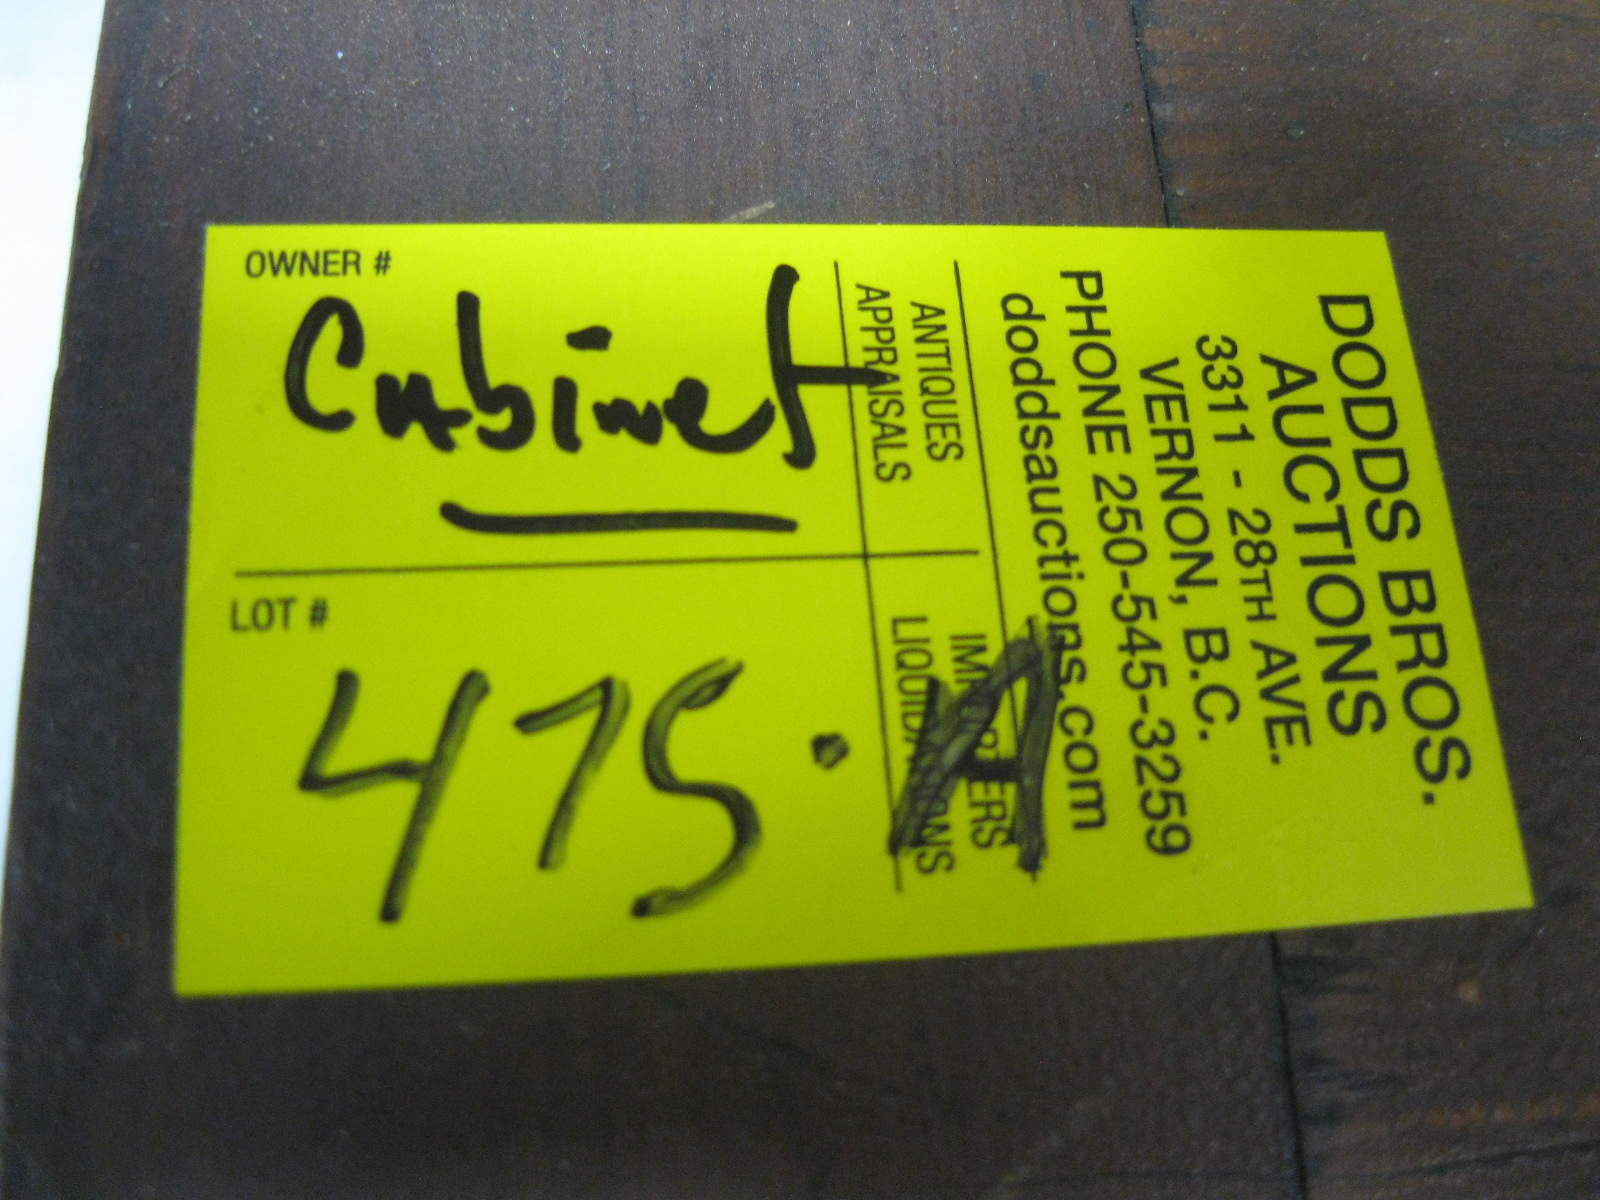 OWNER #
Cabinet
LOT #
475 · A
ANTIQUES
APPRAISALS
IMPORTERS
LIQUIDATIONS
DODDS BROS.
AUCTIONS
3311 - 28TH AVE.
VERNON, B.C.
PHONE 250-545-3259
doddsauctions.com